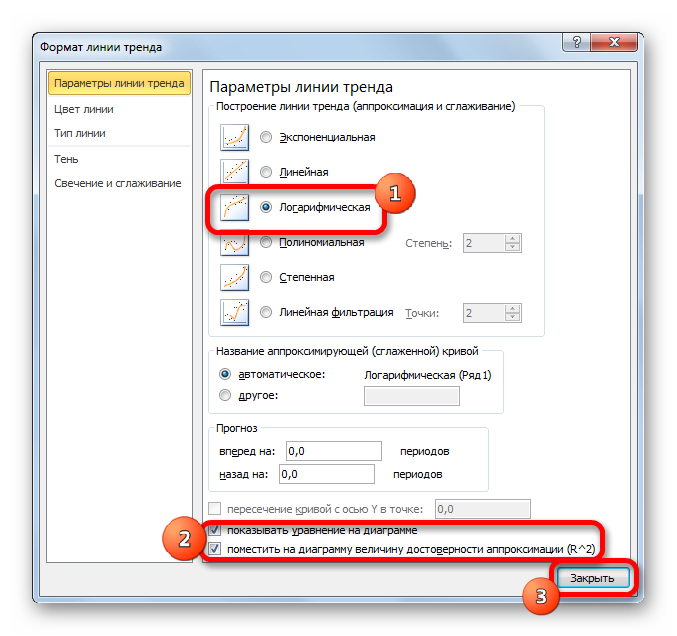 Формат линии тренда
?
Параметры линии тренда
Цвет линии
Тип линии
Тень
Свечение и сглаживание
Параметры линии тренда
Построение линии тренда (аппроксимация и сглаживание)
Экспоненциальная
Линейная
1
Логарифмическая
Полиномиальная Степень: 2
Степенная
Линейная фильтрация Точки: 2
Название аппроксимирующей (сглаженной) кривой
автоматическое: Логарифмическая (Ряд1)
другое:
Прогноз
вперед на: 0,0 периодов
назад на: 0,0 периодов
пересечение кривой с осью Y в точке: 0,0
2
показывать уравнение на диаграмме
поместить на диаграмму величину достоверности аппроксимации (R^2)
3
Закрыть